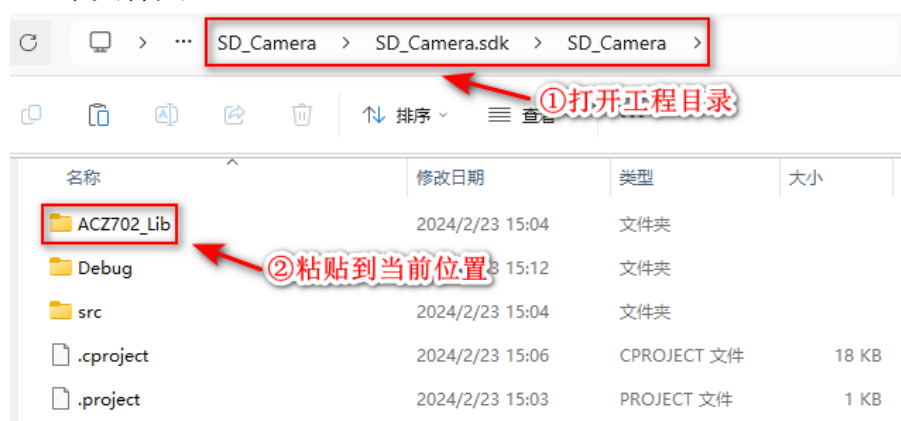 ··· SD_Camera > SD_Camera.sdk > SD_Camera >
①打开工程目录
排序 查看
名称 修改日期 类型 大小
ACZ702_Lib 2024/2/23 15:04 文件夹
②粘贴到当前位置
Debug 3 15:12 文件夹
src 2024/2/23 15:04 文件夹
.cproject 2024/2/23 15:06 CPROJECT 文件 18 KB
.project 2024/2/23 15:03 PROJECT 文件 1 KB